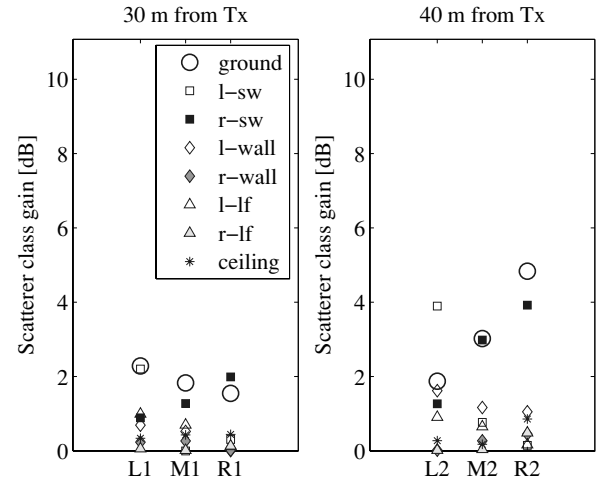 30 m from Tx
Scatterer class gain [dB]
10
8
6
4
2
0
L1 M1 R1
ground
l-sw
r-sw
l-wall
r-wall
l-lf
r-lf
ceiling
40 m from Tx
Scatterer class gain [dB]
10
8
6
4
2
0
L2 M2 R2